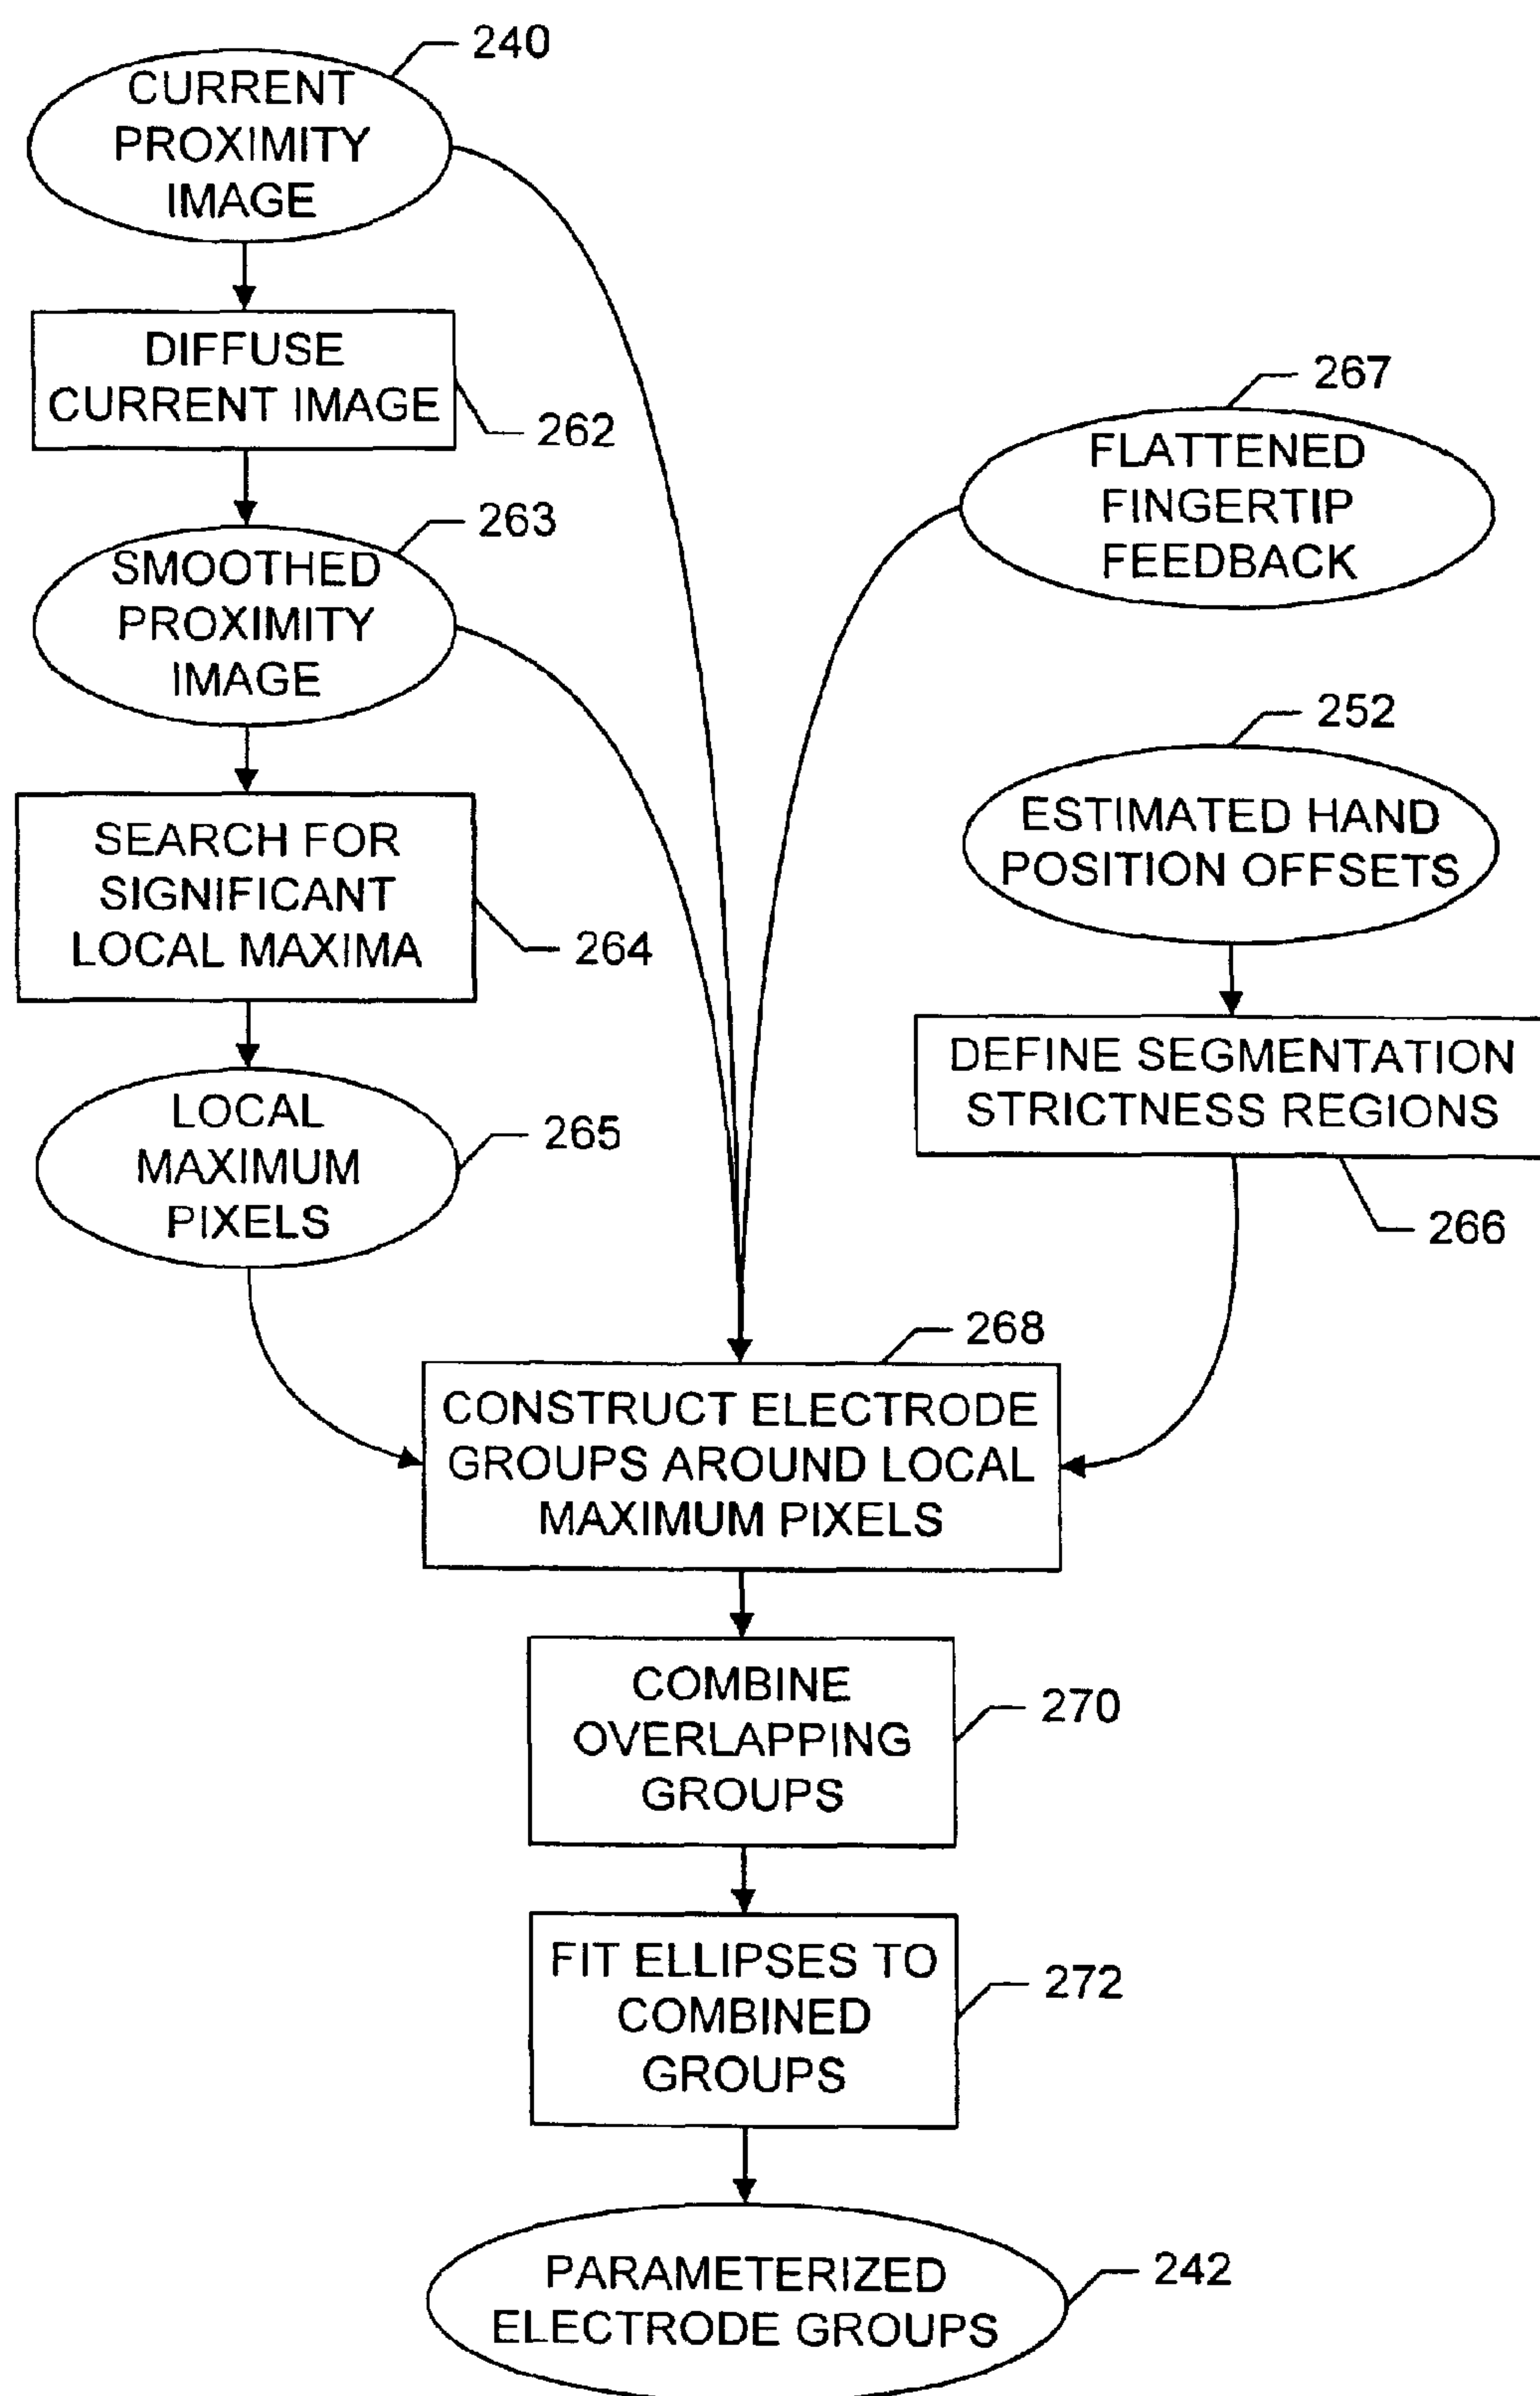 240
CURRENT
PROXIMITY
IMAGE
DIFFUSE
CURRENT IMAGE
262
263
SMOOTHED
PROXIMITY
IMAGE
SEARCH FOR
SIGNIFICANT
LOCAL MAXIMA
264
LOCAL
MAXIMUM
PIXELS
265
267
FLATTENED
FINGERTIP
FEEDBACK
252
ESTIMATED HAND
POSITION OFFSETS
DEFINE SEGMENTATION
STRICTNESS REGIONS
266
268
CONSTRUCT ELECTRODE
GROUPS AROUND LOCAL
MAXIMUM PIXELS
COMBINE
OVERLAPPING
GROUPS
270
FIT ELLIPSES TO
COMBINED
GROUPS
272
PARAMETERIZED
ELECTRODE GROUPS
242